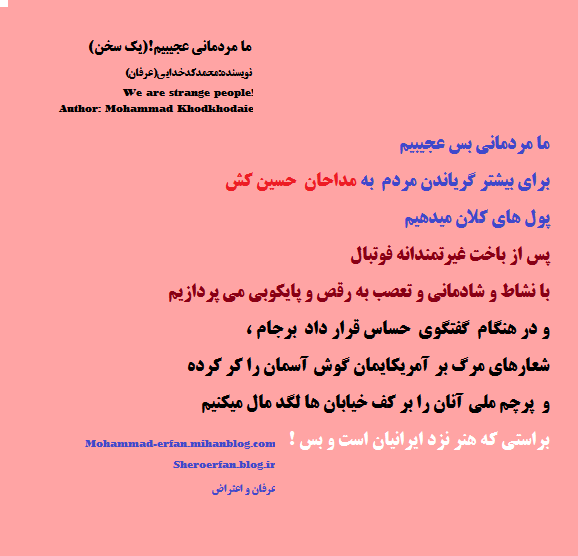 ما مردمانی عجیبیم!(یک سخن)
نویسنده:محمدکدخدایی(عرفان)
We are strange people!
Author: Mohammad Khodkhodaie
ما مردمانی بس عجیبیم
برای بیشتر گریاندن مردم به مداحان حسین کش
پول های کلان میدهیم
پس از باخت غیرتمندانه فوتبال
با نشاط و شادمانی و تعصب به رقص و پایکوبی می پردازیم
و در هنگام گفتگوی حساس قرار داد برجام ،
شعارهای مرگ بر آمریکایمان گوش آسمان را کر کرده
و پرچم ملی آنان را بر کف خیابان ها لگد مال میکنیم
براستی که هنر نزد ایرانیان است و بس !
Mohammad-erfan.mihanblog.com
Sheroerfan.blog.ir
عرفان و اعتراض